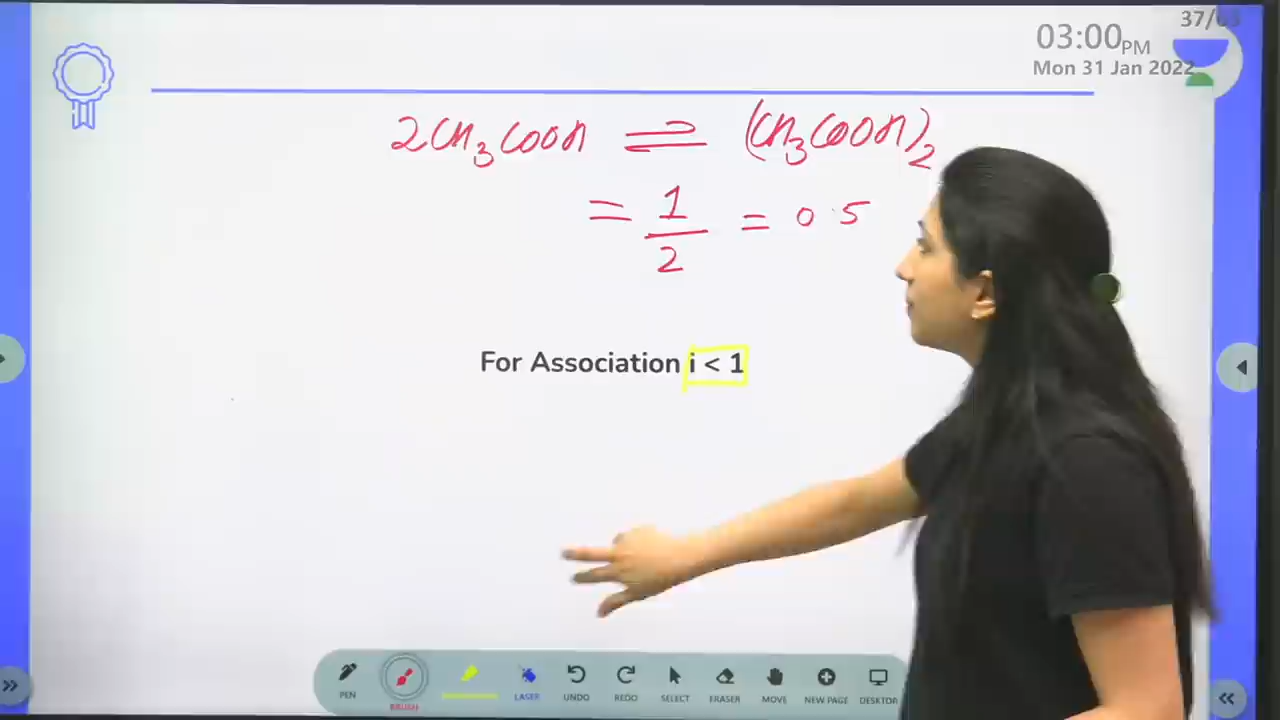 37/63
03:00PM
Mon 31 Jan 2022
2CH3COOH ⇌ (CH3COOH)2
= 1/2 = 0.5
For Association i < 1
PEN BRUSH LASER UNDO REDO SELECT ERASER MOVE NEW PAGE DESKTOP